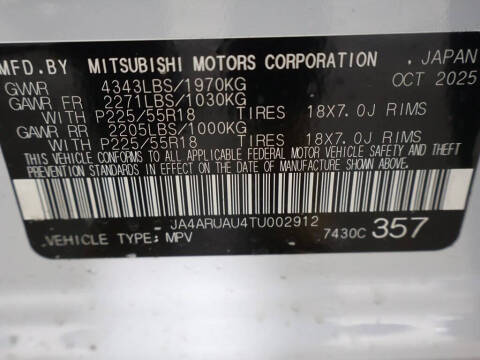 MFD.BY MITSUBISHI MOTORS CORPORATION . JAPAN
GVWR 4343LBS/1970KG OCT 2025
GAWR FR 2271LBS/1030KG
WITH P225/55R18 TIRES 18X7.0J RIMS
GAWR RR 2205LBS/1000KG
WITH P225/55R18 TIRES 18X7.0J RIMS
THIS VEHICLE CONFORMS TO ALL APPLICABLE FEDERAL MOTOR VEHICLE SAFETY AND THEFT
PREVENTION STANDARDS IN EFFECT ON THE DATE OF MANUFACTURE SHOWN ABOVE.
JA4ARUAU4TU002912
VEHICLE TYPE: MPV 7430C 357